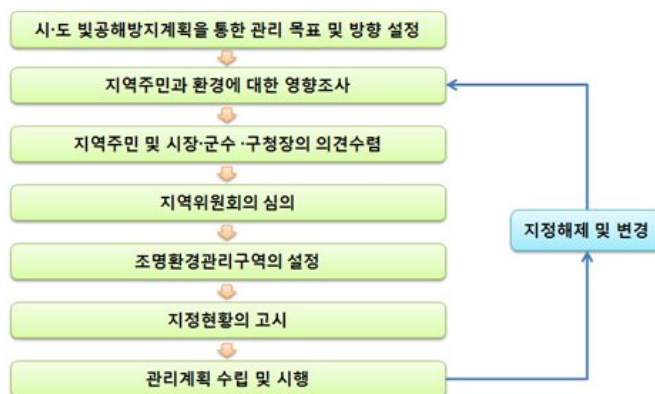 시·도 빛공해방지계획을 통한 관리 목표 및 방향 설정
지역주민과 환경에 대한 영향조사
지역주민 및 시장·군수·구청장의 의견수렴
지역위원회의 심의
지정해제 및 변경
조명환경관리구역의 설정
지정현황의 고시
관리계획 수립 및 시행